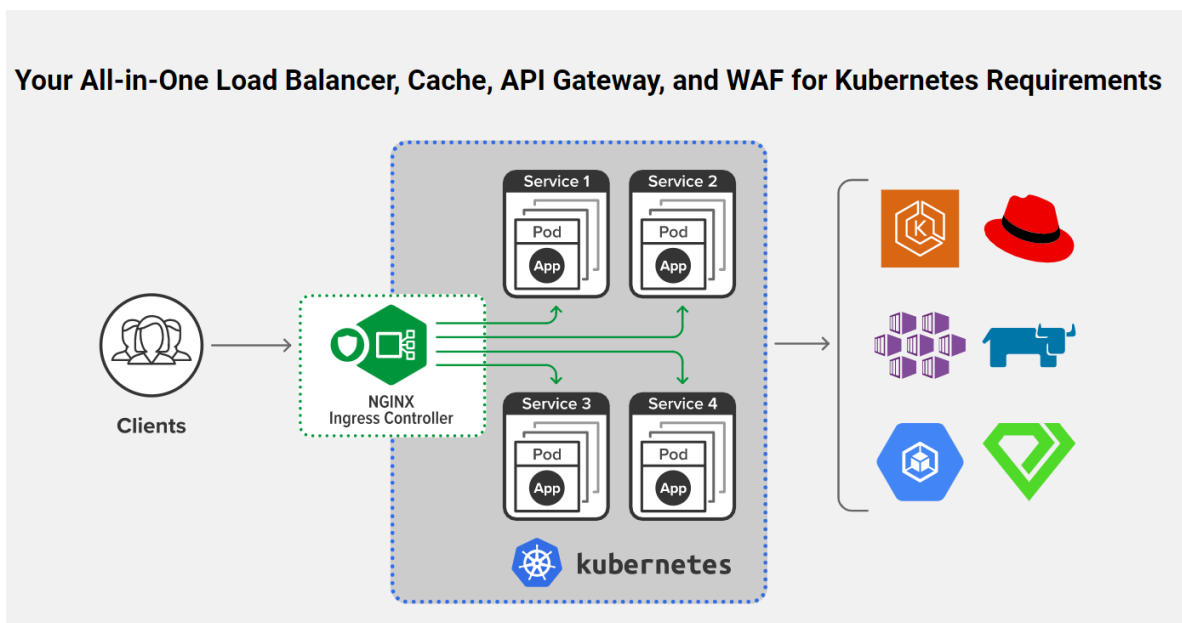 Your All-in-One Load Balancer, Cache, API Gateway, and WAF for Kubernetes Requirements
Service 1
Pod
App
Service 2
Pod
App
Clients
NGINX
Ingress Controller
Service 3
Pod
App
Service 4
Pod
App
kubernetes
K